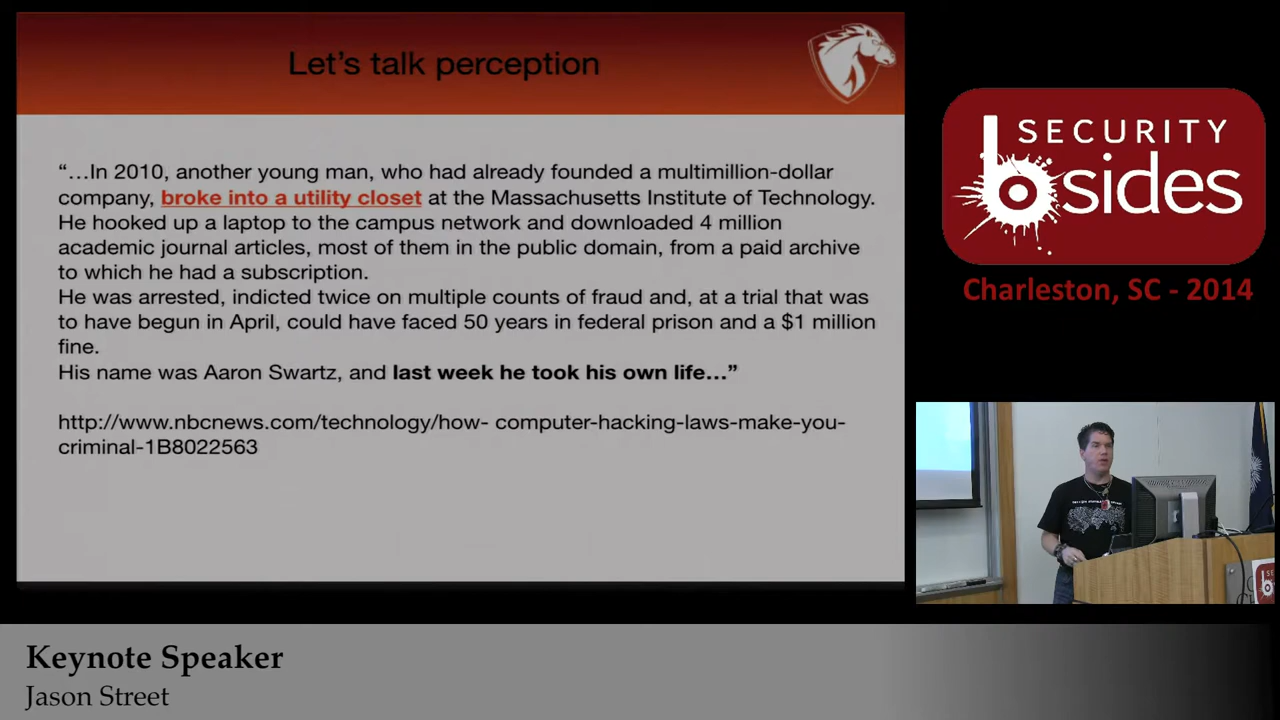 Let's talk perception
“…In 2010, another young man, who had already founded a multimillion-dollar
company, broke into a utility closet at the Massachusetts Institute of Technology.
He hooked up a laptop to the campus network and downloaded 4 million
academic journal articles, most of them in the public domain, from a paid archive
to which he had a subscription.
He was arrested, indicted twice on multiple counts of fraud and, at a trial that was
to have begun in April, could have faced 50 years in federal prison and a $1 million
fine.
His name was Aaron Swartz, and last week he took his own life…”
http://www.nbcnews.com/technology/how- computer-hacking-laws-make-you-
criminal-1B8022563
SECURITY
bsides
Charleston, SC - 2014
Keynote Speaker
Jason Street